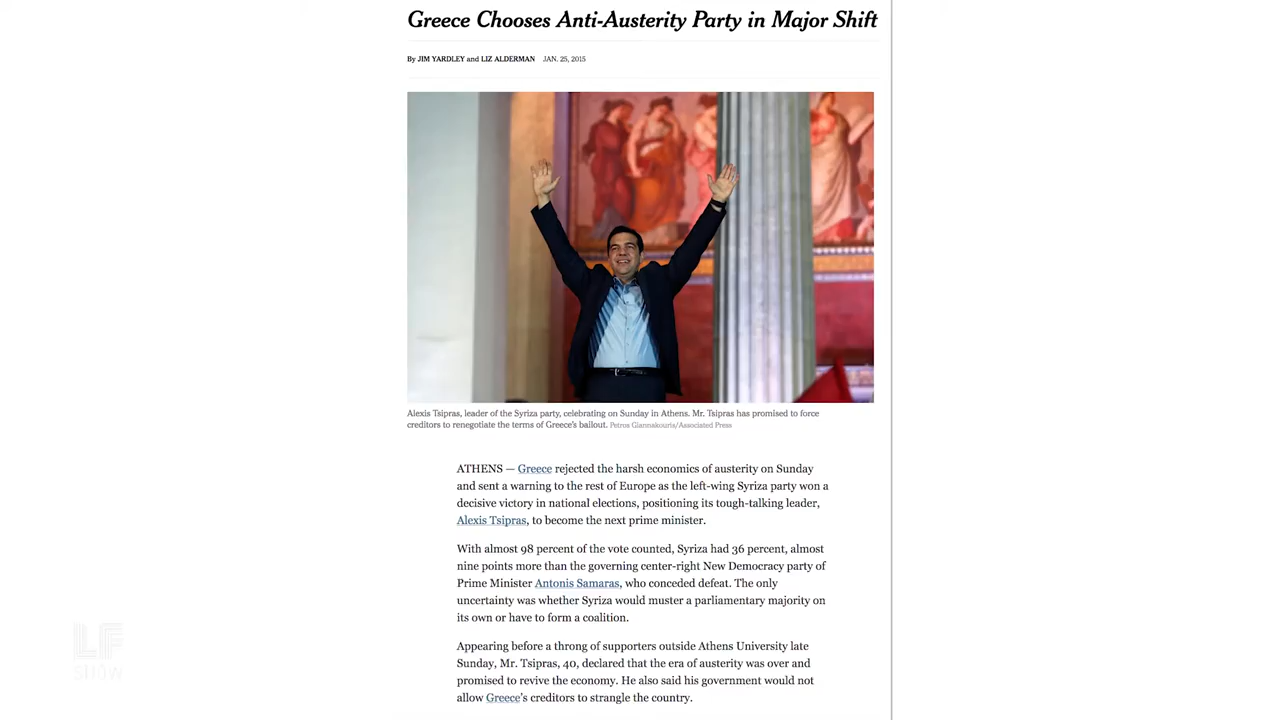 Greece Chooses Anti-Austerity Party in Major Shift
By JIM YARDLEY and LIZ ALDERMAN JAN. 25, 2015
Alexis Tsipras, leader of the Syriza party, celebrating on Sunday in Athens. Mr. Tsipras has promised to force
creditors to renegotiate the terms of Greece's bailout. Petros Giannakouris/Associated Press
ATHENS — Greece rejected the harsh economics of austerity on Sunday
and sent a warning to the rest of Europe as the left-wing Syriza party won a
decisive victory in national elections, positioning its tough-talking leader,
Alexis Tsipras, to become the next prime minister.
With almost 98 percent of the vote counted, Syriza had 36 percent, almost
nine points more than the governing center-right New Democracy party of
Prime Minister Antonis Samaras, who conceded defeat. The only
uncertainty was whether Syriza would muster a parliamentary majority on
its own or have to form a coalition.
Appearing before a throng of supporters outside Athens University late
Sunday, Mr. Tsipras, 40, declared that the era of austerity was over and
promised to revive the economy. He also said his government would not
allow Greece's creditors to strangle the country.
LF
SHOW